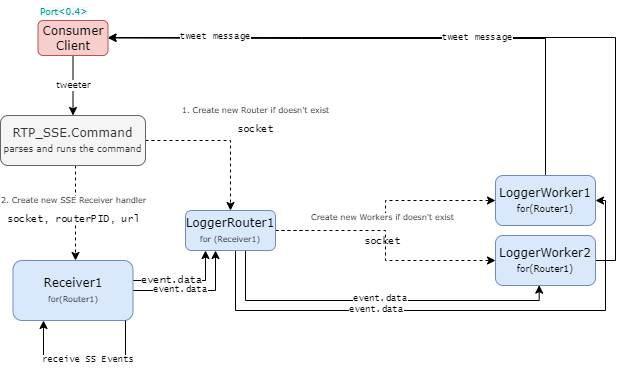 Port<0.4>
Consumer
Client
tweet message
tweet message
tweeter
1. Create new Router if doesn't exist
socket
RTP_SSE.Command
parses and runs the command
2. Create new SSE Receiver handler
socket, routerPID, url
LoggerRouter1
for (Receiver1)
Create new Workers if doesn't exist
socket
LoggerWorker1
for(Router1)
LoggerWorker2
for(Router1)
Receiver1
for(Router1)
event.data
event.data
event.data
event.data
receive SS Events